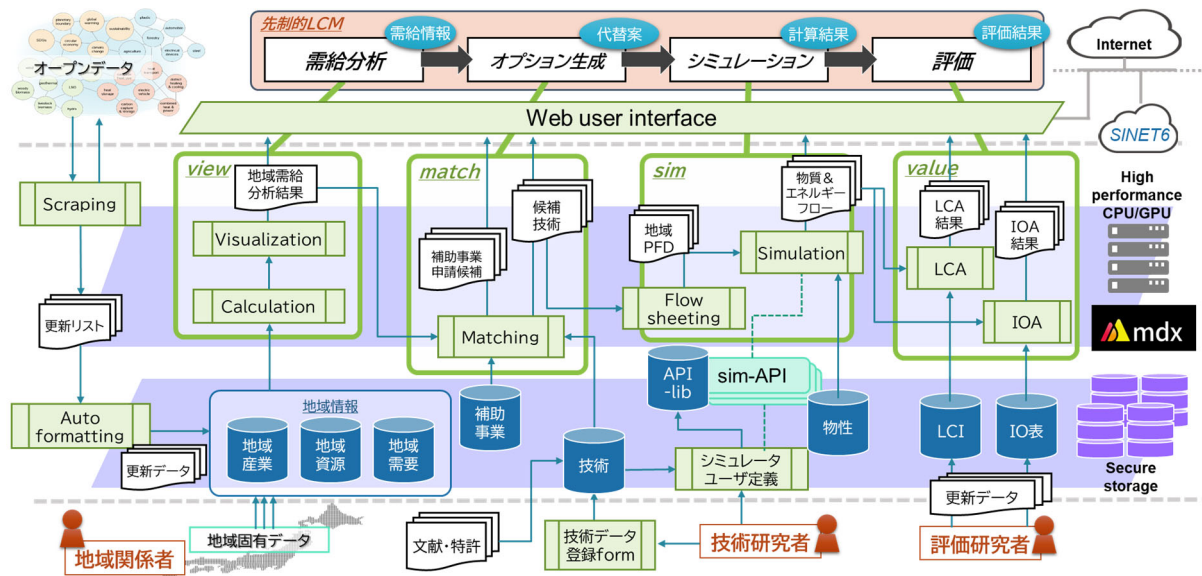 先制的LCM
需給情報
代替案
計算結果
評価結果
需給分析
オプション生成
シミュレーション
評価
Internet
オープンデータ
Web user interface
SINET6
view
match
sim
value
Scraping
地域需給
分析結果
候補
技術
物質&
エネルギー
フロー
LCA
結果
IOA
結果
High
performance
CPU/GPU
Visualization
補助事業
申請候補
地域
PFD
Simulation
LCA
更新リスト
Calculation
Matching
Flow
sheeting
IOA
mdx
Auto
formatting
更新データ
地域情報
地域
産業
地域
資源
地域
需要
補助
事業
技術
API
-lib
sim-API
物性
LCI
IO表
シミュレータ
ユーザ定義
更新データ
Secure
storage
地域関係者
地域固有データ
文献・特許
技術データ
登録form
技術研究者
評価研究者